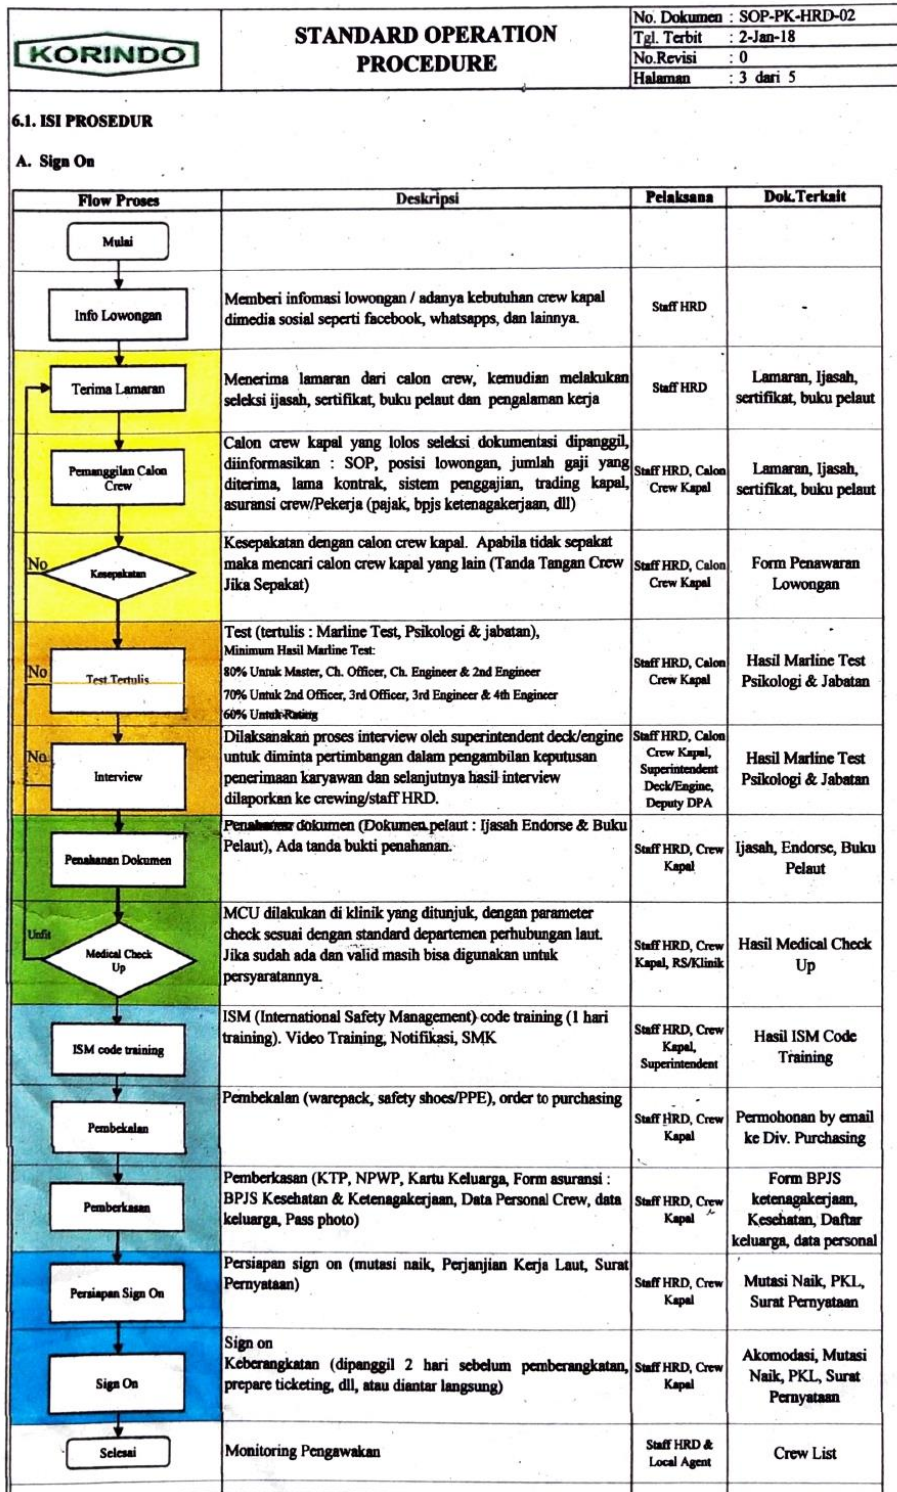 KORINDO
STANDARD OPERATION
PROCEDURE
No. Dokumen : SOP-PK-HRD-02
Tgl. Terbit : 2-Jan-18
No.Revisi : 0
Halaman : 3 dari 5
6.1. ISI PROSEDUR
A. Sign On
Flow Proses
Deskripsi
Pelaksana
Dok.Terkait
Mulai
Info Lowongan
Memberi infomasi lowongan / adanya kebutuhan crew kapal
dimedia sosial seperti facebook, whatsapps, dan lainnya.
Staff HRD
-
Terima Lamaran
Menerima lamaran dari calon crew, kemudian melakukan
seleksi ijasah, sertifikat, buku pelaut dan pengalaman kerja
Staff HRD
Lamaran, Ijasah,
sertifikat, buku pelaut
Pemanggilan Calon
Crew
Calon crew kapal yang lolos seleksi dokumentasi dipanggil,
diinformasikan : SOP, posisi lowongan, jumlah gaji yang
diterima, lama kontrak, sistem penggajian, trading kapal,
asuransi crew/Pekerja (pajak, bpjs ketenagakerjaan, dll)
Staff HRD, Calon
Crew Kapal
Lamaran, Ijasah,
sertifikat, buku pelaut
No
Kesepakatan
Kesepakatan dengan calon crew kapal. Apabila tidak sepakat
maka mencari calon crew kapal yang lain (Tanda Tangan Crew
Jika Sepakat)
Staff HRD, Calon
Crew Kapal
Form Penawaran
Lowongan
No
Test Tertulis
Test (tertulis : Marline Test, Psikologi & jabatan),
Minimum Hasil Marline Test:
80% Untuk Master, Ch. Officer, Ch. Engineer & 2nd Engineer
70% Untuk 2nd Officer, 3rd Officer, 3rd Engineer & 4th Engineer
60% Untuk Rating
Staff HRD, Calon
Crew Kapal
Hasil Marline Test
Psikologi & Jabatan
No
Interview
Dilaksanakan proses interview oleh superintendent deck/engine
untuk diminta pertimbangan dalam pengambilan keputusan
penerimaan karyawan dan selanjutnya hasil interview
dilaporkan ke crewing/staff HRD.
Staff HRD, Calon
Crew Kapal,
Superintendent
Deck/Engine,
Deputy DPA
Hasil Marline Test
Psikologi & Jabatan
Penahanan Dokumen
Penahanan dokumen (Dokumen pelaut : Ijasah Endorse & Buku
Pelaut), Ada tanda bukti penahanan.
Staff HRD, Crew
Kapal
Ijasah, Endorse, Buku
Pelaut
Unfit
Medical Check
Up
MCU dilakukan di klinik yang ditunjuk, dengan parameter
check sesuai dengan standard departemen perhubungan laut.
Jika sudah ada dan valid masih bisa digunakan untuk
persyaratannya.
Staff HRD, Crew
Kapal, RS/Klinik
Hasil Medical Check
Up
ISM code training
ISM (International Safety Management) code training (1 hari
training). Video Training, Notifikasi, SMK
Staff HRD, Crew
Kapal,
Superintendent
Hasil ISM Code
Training
Pembekalan
Pembekalan (warepack, safety shoes/PPE), order to purchasing
Staff HRD, Crew
Kapal
Permohonan by email
ke Div. Purchasing
Pemberkasan
Pemberkasan (KTP, NPWP, Kartu Keluarga, Form asuransi :
BPJS Kesehatan & Ketenagakerjaan, Data Personal Crew, data
keluarga, Pass photo)
Staff HRD, Crew
Kapal
Form BPJS
ketenagakerjaan,
Kesehatan, Daftar
keluarga, data personal
Persiapan Sign On
Persiapan sign on (mutasi naik, Perjanjian Kerja Laut, Surat
Pernyataan)
Staff HRD, Crew
Kapal
Mutasi Naik, PKL,
Surat Pernyataan
Sign On
Sign on
Keberangkatan (dipanggil 2 hari sebelum pemberangkatan,
prepare ticketing, dll, atau diantar langsung)
Staff HRD, Crew
Kapal
Akomodasi, Mutasi
Naik, PKL, Surat
Pernyataan
Selesai
Monitoring Pengawakan
Staff HRD &
Local Agent
Crew List